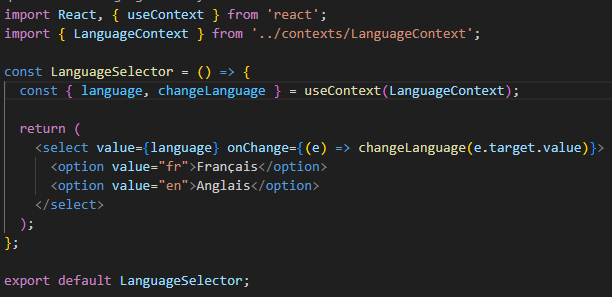 import React, { useContext } from 'react';
import { LanguageContext } from '../contexts/LanguageContext';

const LanguageSelector = () => {
  const { language, changeLanguage } = useContext(LanguageContext);

  return (
    <select value={language} onChange={(e) => changeLanguage(e.target.value)}>
      <option value="fr">Français</option>
      <option value="en">Anglais</option>
    </select>
  );
};

export default LanguageSelector;